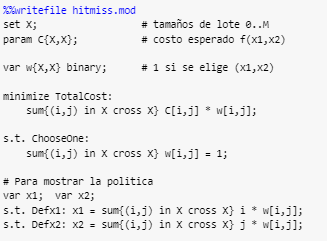 %%writefile hitmiss.mod
set X;                # tamaños de lote 0..M
param C{X,X};         # costo esperado f(x1,x2)
var w{X,X} binary;    # 1 si se elige (x1,x2)
minimize TotalCost:
    sum{(i,j) in X cross X} C[i,j] * w[i,j];
s.t. ChooseOne:
    sum{(i,j) in X cross X} w[i,j] = 1;
# Para mostrar la politica
var x1;  var x2;
s.t. Defx1: x1 = sum{(i,j) in X cross X} i * w[i,j];
s.t. Defx2: x2 = sum{(i,j) in X cross X} j * w[i,j];